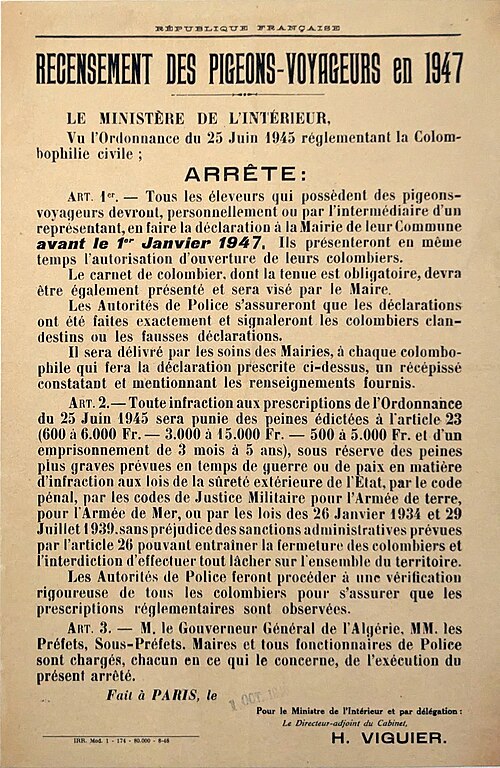 RÉPUBLIQUE FRANÇAISE
RECENSEMENT DES PIGEONS-VOYAGEURS en 1947
LE MINISTÈRE DE L'INTÉRIEUR,
Vu l'Ordonnance du 25 Juin 1945 réglementant la Colom-
bophilie civile ;
ARRÊTE:
ART. 1er. — Tous les éleveurs qui possèdent des pigeons-
voyageurs devront, personnellement ou par l'intermédiaire d'un
représentant, en faire la déclaration à la Mairie de leur Commune
avant le 1er Janvier 1947. Ils présenteront en même
temps l'autorisation d'ouverture de leurs colombiers.
Le carnet de colombier, dont la tenue est obligatoire, devra
être également présenté et sera visé par le Maire.
Les Autorités de Police s'assureront que les déclarations
ont été faites exactement et signaleront les colombiers clan-
destins ou les fausses déclarations.
Il sera délivré par les soins des Mairies, à chaque colombo-
phile qui fera la déclaration prescrite ci-dessus, un récépissé
constatant et mentionnant les renseignements fournis.
ART. 2.— Toute infraction aux prescriptions de l'Ordonnance
du 25 Juin 1945 sera punie des peines édictées à l'article 23
(600 à 6.000 Fr. — 3.000 à 15.000 Fr. — 500 à 5.000 Fr. et d'un
emprisonnement de 3 mois à 5 ans), sous réserve des peines
plus graves prévues en temps de guerre ou de paix en matière
d'infraction aux lois de la sûreté extérieure de l'État, par le code
pénal, par les codes de Justice Militaire pour l'Armée de terre,
pour l'Armée de Mer, ou par les lois des 26 Janvier 1934 et 29
Juillet 1939. sans préjudice des sanctions administratives prévues
par l'article 26 pouvant entraîner la fermeture des colombiers et
l'interdiction d'effectuer tout lâcher sur l'ensemble du territoire.
Les Autorités de Police feront procéder à une vérification
rigoureuse de tous les colombiers pour s'assurer que les
prescriptions réglementaires sont observées.
ART. 3. — M. le Gouverneur Général de l'Algérie, MM. les
Préfets, Sous-Préfets, Maires et tous fonctionnaires de Police
sont chargés, chacun en ce qui le concerne, de l'exécution du
présent arrêté.
Fait à PARIS, le
1 OCT.
Pour le Ministre de l'Intérieur et par délégation :
Le Directeur-adjoint du Cabinet,
H. VIGUIER.
IRR. Mod. 1 - 174 - 80.000 - 8-46